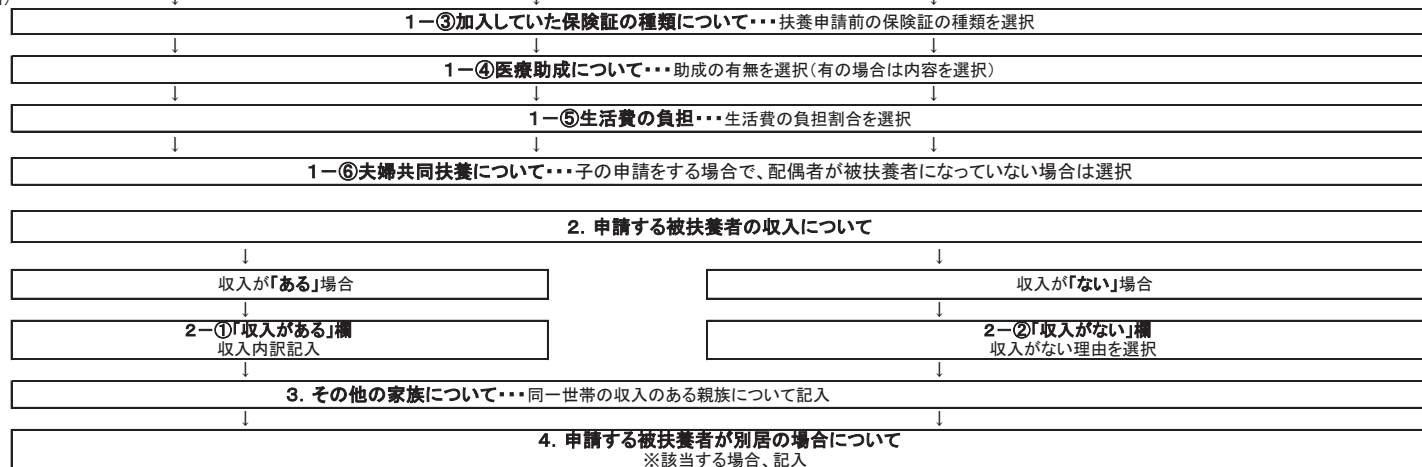 ↓ ↓ ↓
1－③加入していた保険証の種類について･･･扶養申請前の保険証の種類を選択
↓ ↓ ↓
1－④医療助成について･･･助成の有無を選択(有の場合は内容を選択)
↓ ↓ ↓
1－⑤生活費の負担･･･生活費の負担割合を選択
↓ ↓ ↓
1－⑥夫婦共同扶養について･･･子の申請をする場合で、配偶者が被扶養者になっていない場合は選択
2．申請する被扶養者の収入について
↓ ↓
収入が｢ある｣場合 収入が｢ない｣場合
↓ ↓
2－①｢収入がある｣欄 2－②｢収入がない｣欄
収入内訳記入 収入がない理由を選択
↓ ↓
3．その他の家族について･･･同一世帯の収入のある親族について記入
↓ ↓
4．申請する被扶養者が別居の場合について
※該当する場合、記入